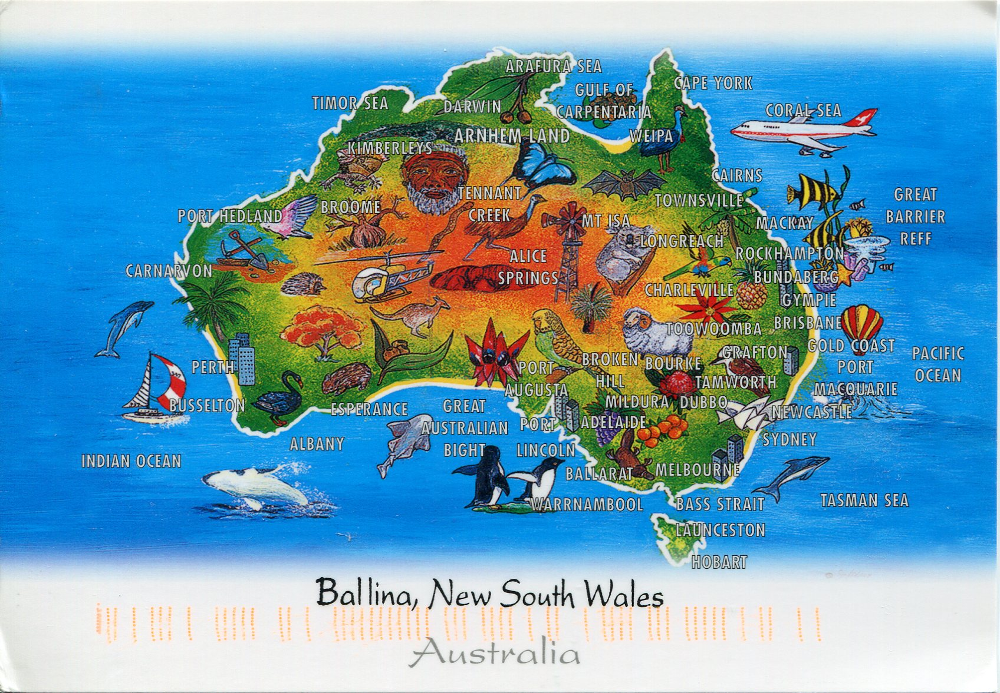 ARAFURA SEA
CAPE YORK
GULF OF
CARPENTARIA
TIMOR SEA
DARWIN
CORAL SEA
ARNHEM LAND
WEIPA
KIMBERLEYS
CAIRNS
TENNANT
CREEK
TOWNSVILLE
GREAT
BARRIER
REFF
BROOME
PORT HEDLAND
MT ISA
MACKAY
LONGREACH
ALICE
SPRINGS
ROCKHAMPTON
CARNARVON
BUNDABERG
CHARLEVILLE
GYMPIE
TOOWOOMBA
BRISBANE
GOLD COAST
PACIFIC
OCEAN
GRAFTON
BROKEN
HILL
BOURKE
PERTH
PORT
AUGUSTA
PORT
MACQUARIE
TAMWORTH
BUSSELTON
ESPERANCE
GREAT
AUSTRALIAN
BIGHT
MILDURA
DUBBO
NEWCASTLE
PORT
LINCOLN
ADELAIDE
SYDNEY
ALBANY
INDIAN OCEAN
BALLARAT
MELBOURNE
WARRNAMBOOL
BASS STRAIT
TASMAN SEA
LAUNCESTON
HOBART
Ballina, New South Wales
Australia